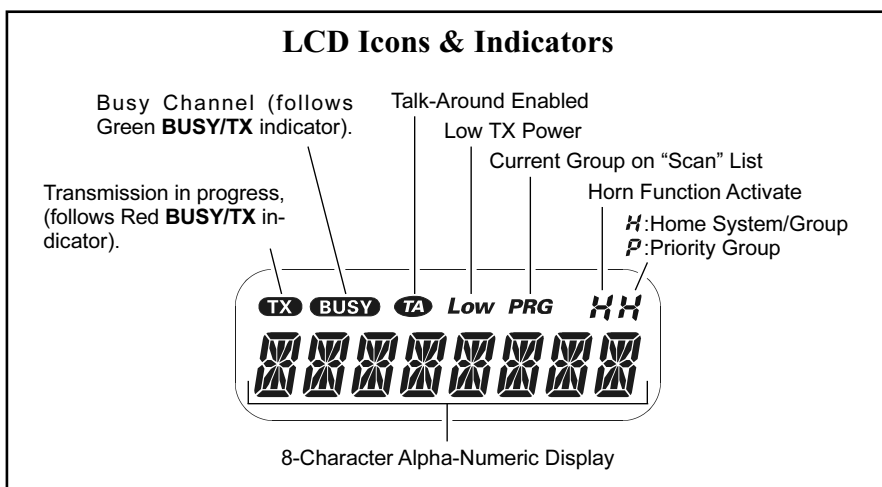 LCD Icons & Indicators
Busy Channel (follows
Green BUSY/TX indicator).
Talk-Around Enabled
Low TX Power
Current Group on “Scan” List
Transmission in progress,
(follows Red BUSY/TX in-
dicator).
Horn Function Activate
H:Home System/Group
P:Priority Group
TX BUSY TA Low PRG H H
8-Character Alpha-Numeric Display